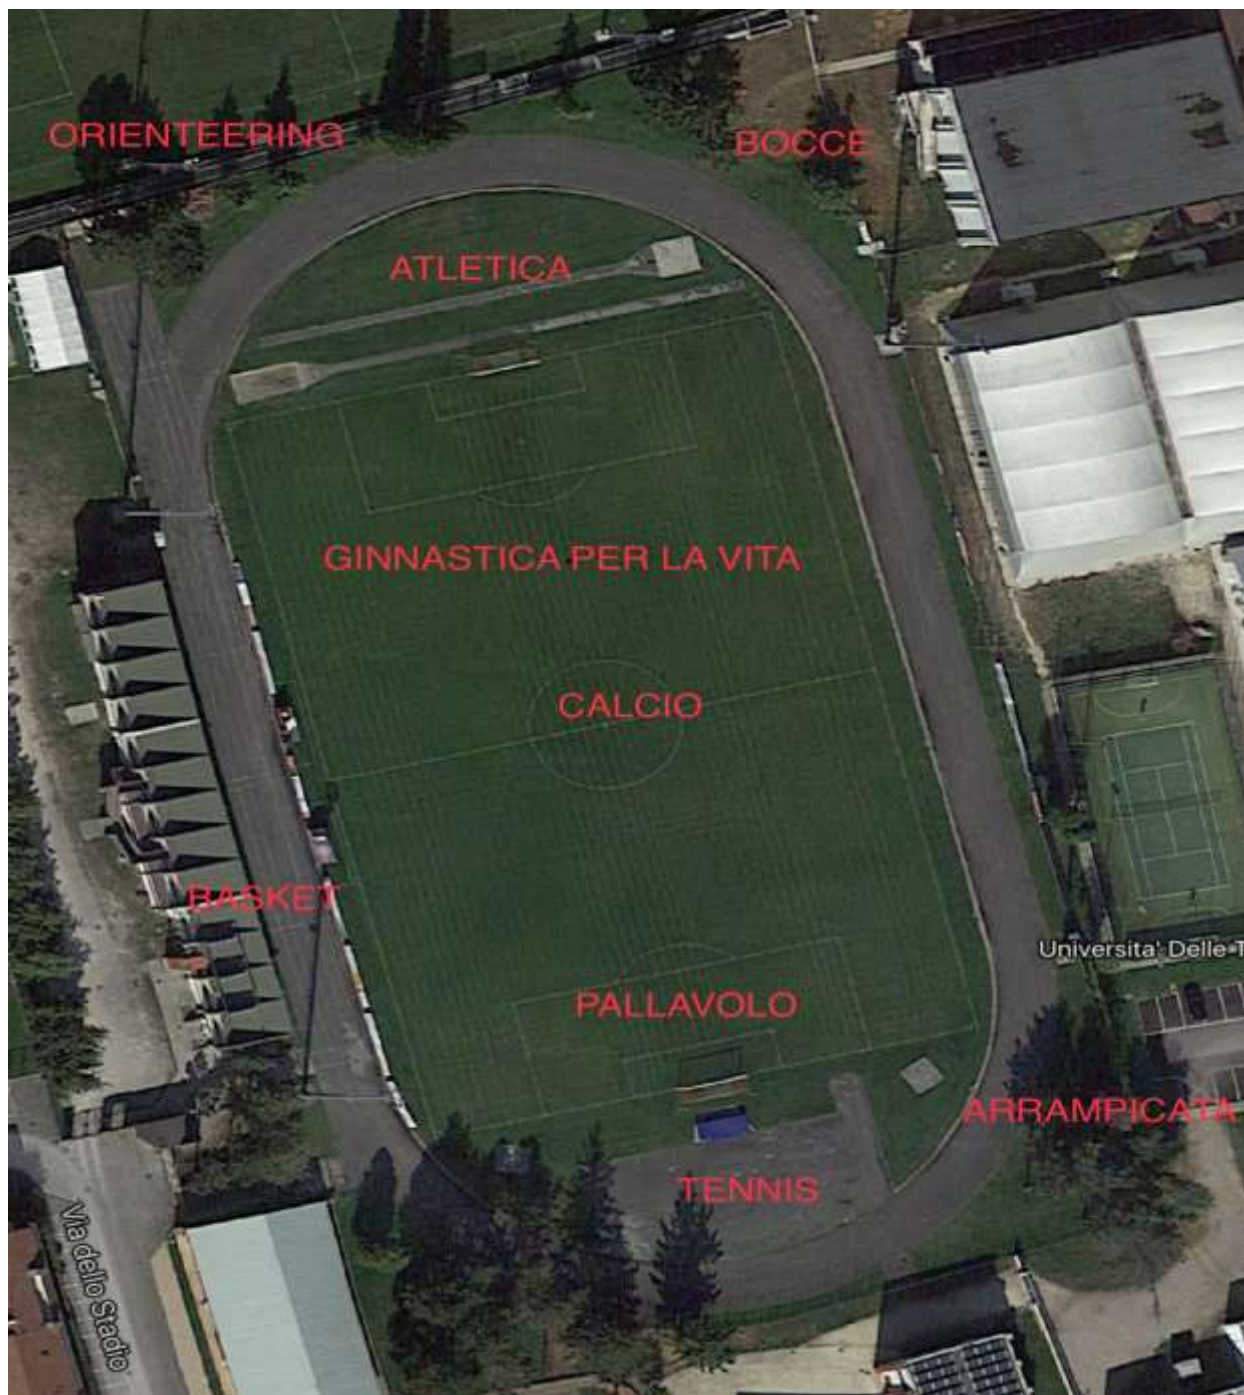 ORIENTEERING
BOCCE
ATLETICA
GINNASTICA PER LA VITA
CALCIO
BASKET
Universita' Delle T
PALLAVOLO
ARRAMPICATA
TENNIS
Via dello Stadio